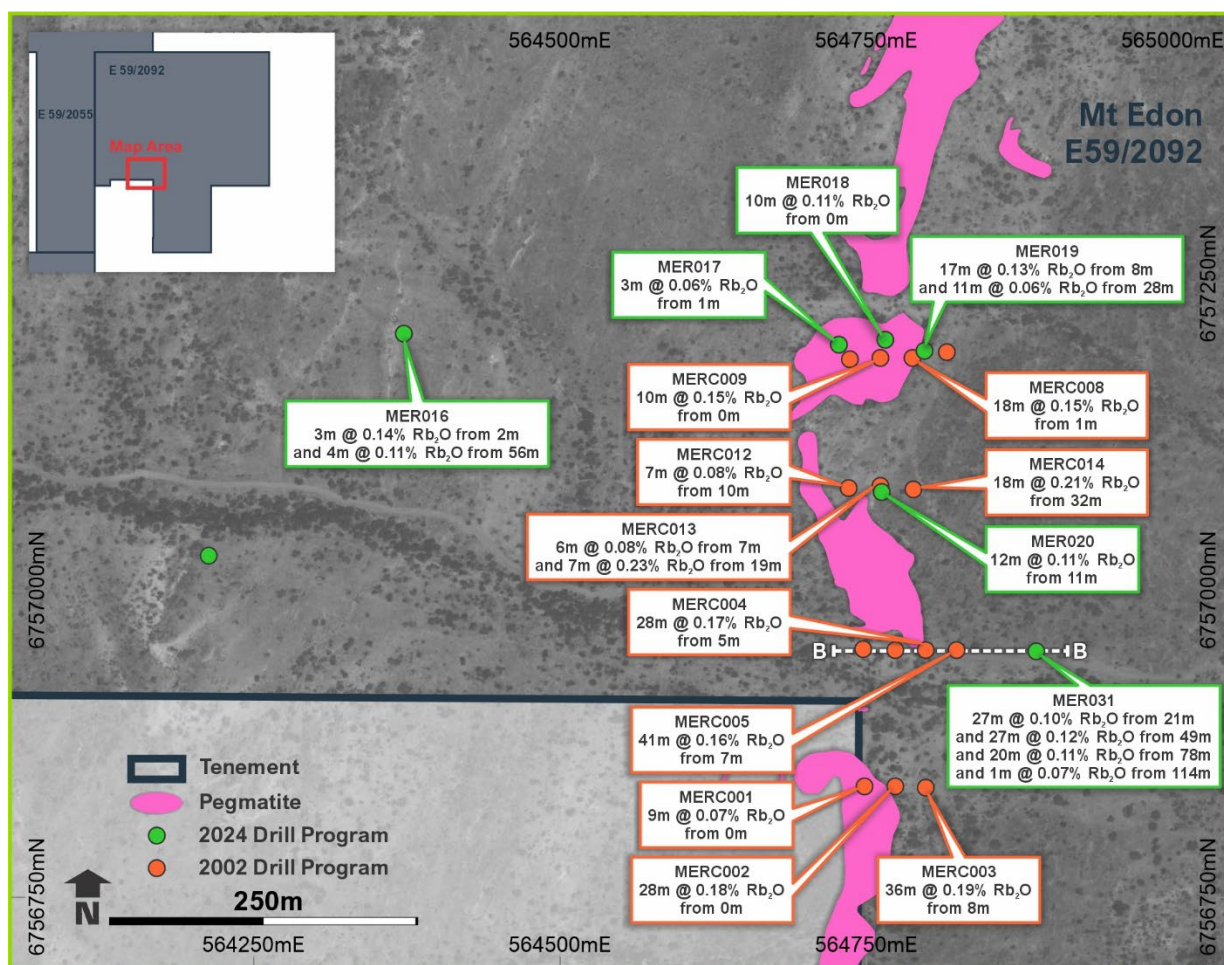 564500mE
564750mE
565000mE
E 59/2092
E 59/2055
Map Area
Mt Edon
E59/2092
MER018
10m @ 0.11% Rb₂O
from 0m
MER017
3m @ 0.06% Rb₂O
from 1m
MER019
17m @ 0.13% Rb₂O from 8m
and 11m @ 0.06% Rb₂O from 28m
6757250mN
MERC009
10m @ 0.15% Rb₂O
from 0m
MERC008
18m @ 0.15% Rb₂O
from 1m
MER016
3m @ 0.14% Rb₂O from 2m
and 4m @ 0.11% Rb₂O from 56m
MERC012
7m @ 0.08% Rb₂O
from 10m
MERC014
18m @ 0.21% Rb₂O
from 32m
MERC013
6m @ 0.08% Rb₂O from 7m
and 7m @ 0.23% Rb₂O from 19m
MER020
12m @ 0.11% Rb₂O
from 11m
6757000mN
6757000mN
MERC004
28m @ 0.17% Rb₂O
from 5m
B
B
MERC005
41m @ 0.16% Rb₂O
from 7m
MER031
27m @ 0.10% Rb₂O from 21m
and 27m @ 0.12% Rb₂O from 49m
and 20m @ 0.11% Rb₂O from 78m
and 1m @ 0.07% Rb₂O from 114m
MERC001
9m @ 0.07% Rb₂O
from 0m
MERC002
28m @ 0.18% Rb₂O
from 0m
MERC003
36m @ 0.19% Rb₂O
from 8m
Tenement
Pegmatite
2024 Drill Program
2002 Drill Program
N
250m
6756750mN
6756750mN
564250mE
564500mE
564750mE